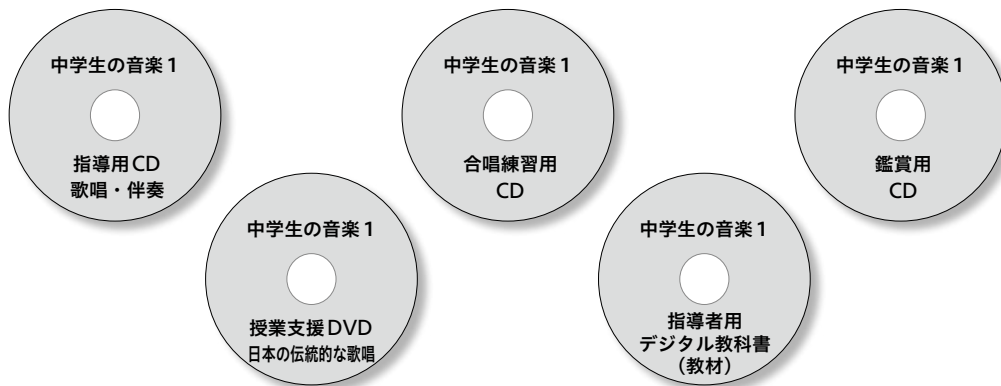 中学生の音楽1
指導用CD
歌唱・伴奏
中学生の音楽1
合唱練習用
CD
中学生の音楽1
鑑賞用
CD
中学生の音楽1
授業支援DVD
日本の伝統的な歌唱
中学生の音楽1
指導者用
デジタル教科書
（教材）